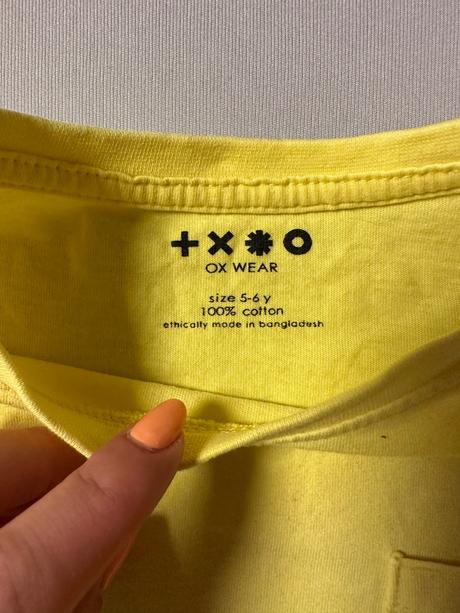 OX WEAR
size 5-6 y
100% cotton
ethically made in bangladesh